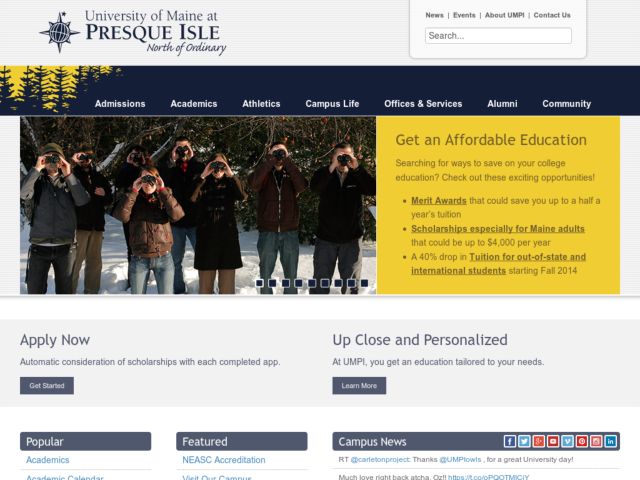 University of Maine at
PRESQUE ISLE
North of Ordinary
News | Events | About UMPI | Contact Us
Search...
Admissions Academics Athletics Campus Life Offices & Services Alumni Community
Get an Affordable Education
Searching for ways to save on your college
education? Check out these exciting opportunities!
• Merit Awards that could save you up to a half a
year's tuition
• Scholarships especially for Maine adults
that could be up to $4,000 per year
• A 40% drop in Tuition for out-of-state and
international students starting Fall 2014
Apply Now
Automatic consideration of scholarships with each completed app.
Get Started
Up Close and Personalized
At UMPI, you get an education tailored to your needs.
Learn More
Popular
Academics
Academic Calendar
Featured
NEASC Accreditation
Visit Our Campus
Campus News
RT @carletonproject: Thanks @UMPIowls , for a great University day!
Much love right back atcha, Oz!!